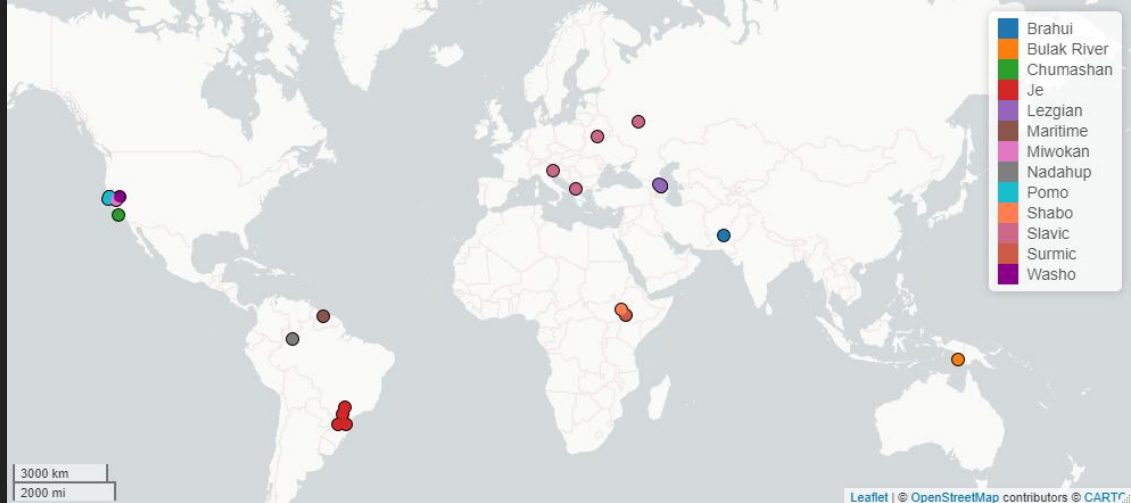 Brahui
Bulak River
Chumashan
Je
Lezgian
Maritime
Miwokan
Nadahup
Pomo
Shabo
Slavic
Surmic
Washo
3000 km
2000 mi
Leaflet | © OpenStreetMap contributors © CARTO